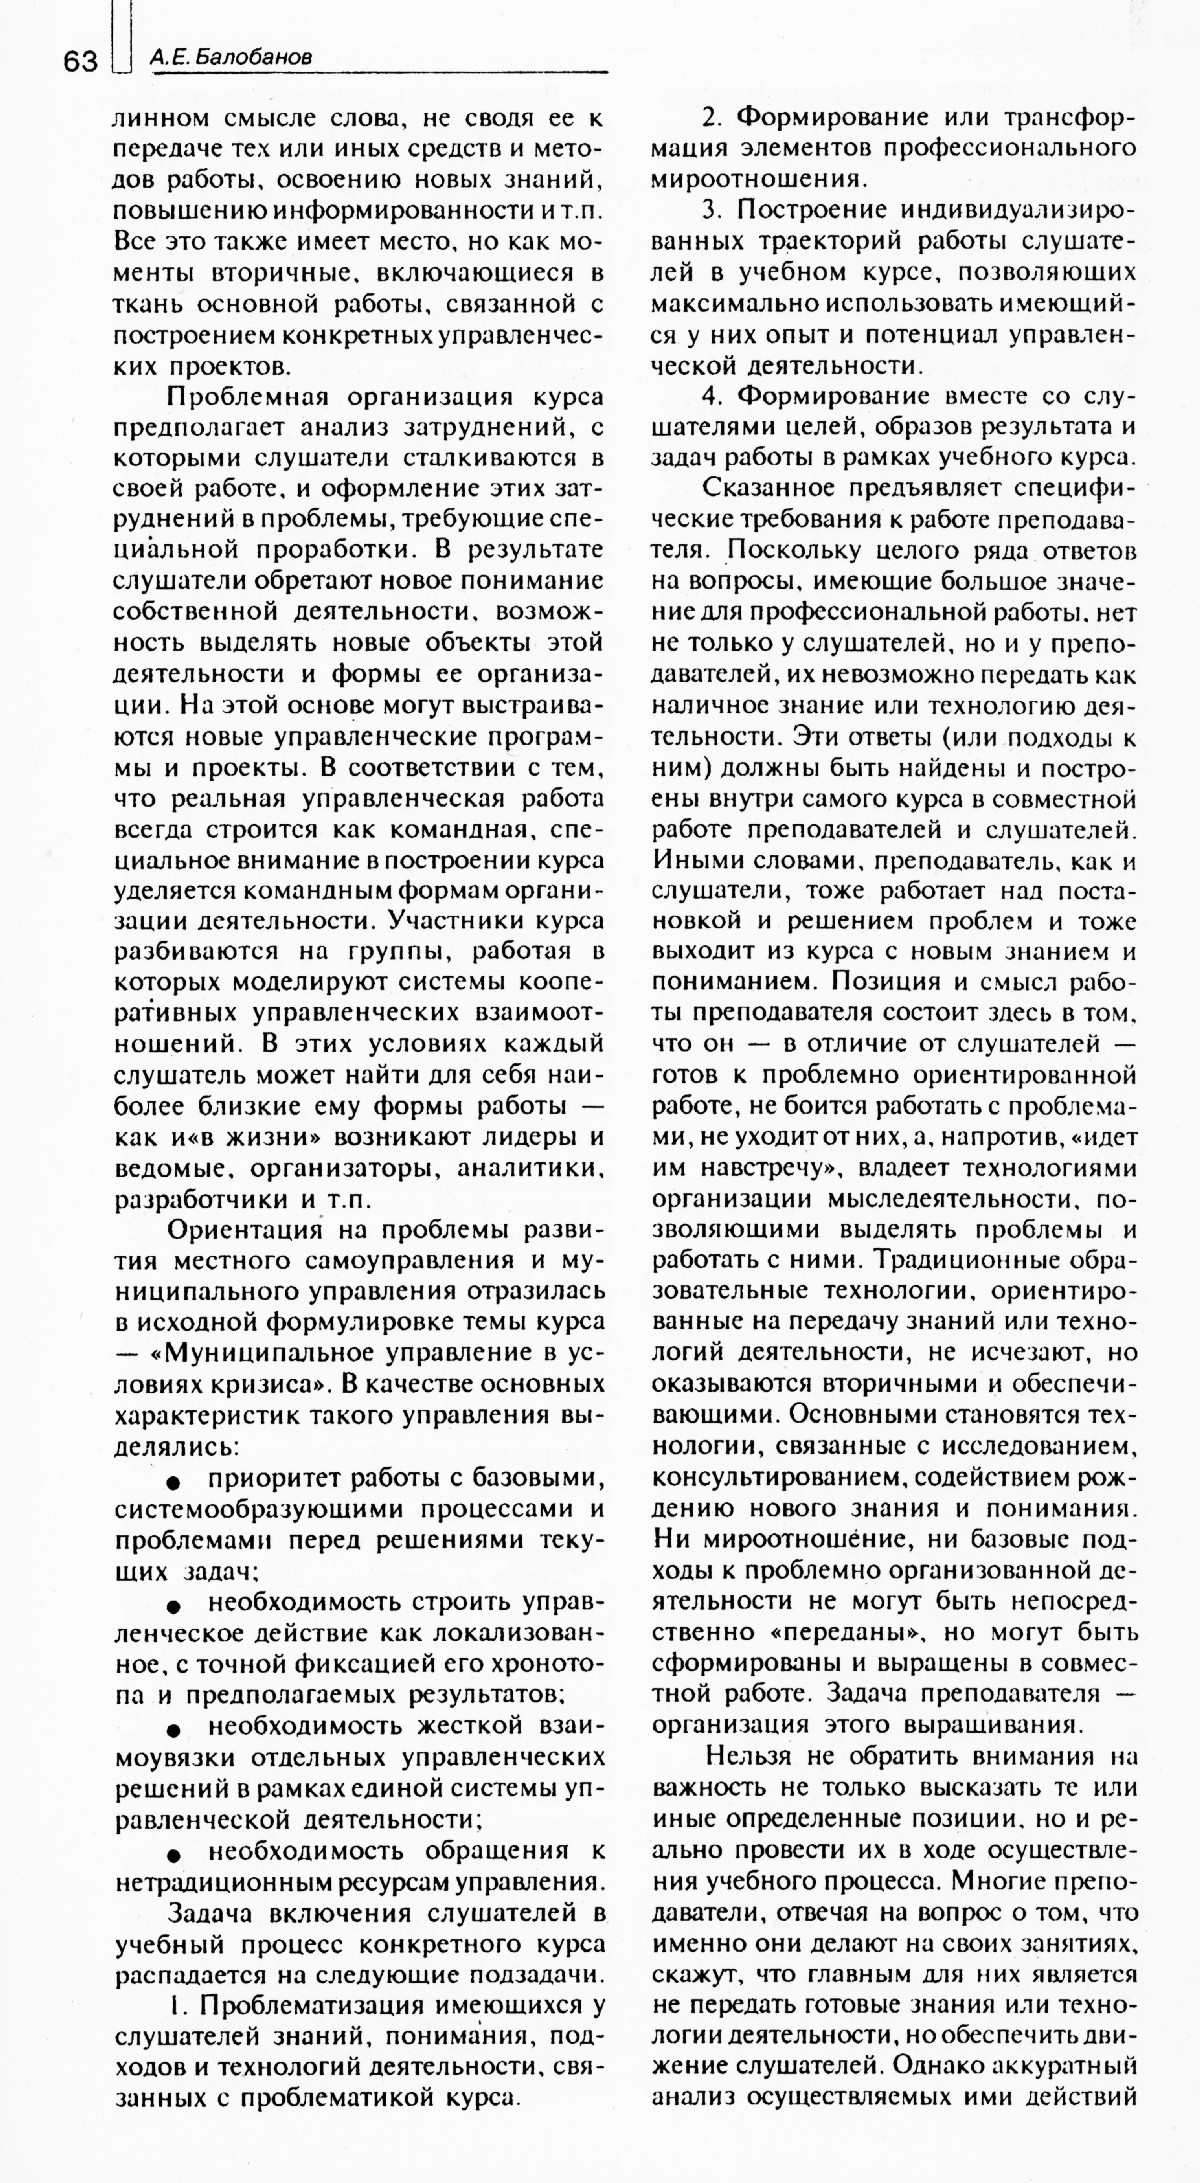 63
А.Е. Балобанов
линном смысле слова, не сводя ее к
передаче тех или иных средств и мето-
дов работы, освоению новых знаний,
повышению информированности и т.п.
Все это также имеет место, но как мо-
менты вторичные, включающиеся в
ткань основной работы, связанной с
построением конкретных управленчес-
ких проектов.
Проблемная организация курса
предполагает анализ затруднений, с
которыми слушатели сталкиваются в
своей работе, и оформление этих зат-
руднений в проблемы, требующие спе-
циальной проработки. В результате
слушатели обретают новое понимание
собственной деятельности, возмож-
ность выделять новые объекты этой
деятельности и формы ее организа-
ции. На этой основе могут выстраива-
ются новые управленческие програм-
мы и проекты. В соответствии с тем,
что реальная управленческая работа
всегда строится как командная, спе-
циальное внимание в построении курса
уделяется командным формам органи-
зации деятельности. Участники курса
разбиваются на группы, работая в
которых моделируют системы коопе-
ративных управленческих взаимоот-
ношений. В этих условиях каждый
слушатель может найти для себя наи-
более близкие ему формы работы —
как и«в жизни» возникают лидеры и
ведомые, организаторы, аналитики,
разработчики и т.п.
Ориентация на проблемы разви-
тия местного самоуправления и му-
ниципального управления отразилась
в исходной формулировке темы курса
— «Муниципальное управление в ус-
ловиях кризиса». В качестве основных
характеристик такого управления вы-
делялись:
● приоритет работы с базовыми,
системообразующими процессами и
проблемами перед решениями теку-
щих задач;
● необходимость строить управ-
ленческое действие как локализован-
ное, с точной фиксацией его хроното-
па и предполагаемых результатов;
● необходимость жесткой взаи-
моувязки отдельных управленческих
решений в рамках единой системы уп-
равленческой деятельности;
● необходимость обращения к
нетрадиционным ресурсам управления.
Задача включения слушателей в
учебный процесс конкретного курса
распадается на следующие подзадачи.
1. Проблематизация имеющихся у
слушателей знаний, понимания, под-
ходов и технологий деятельности, свя-
занных с проблематикой курса.
2. Формирование или трансфор-
мация элементов профессионального
мироотношения.
3. Построение индивидуализиро-
ванных траекторий работы слушате-
лей в учебном курсе, позволяющих
максимально использовать имеющий-
ся у них опыт и потенциал управлен-
ческой деятельности.
4. Формирование вместе со слу-
шателями целей, образов результата и
задач работы в рамках учебного курса.
Сказанное предъявляет специфи-
ческие требования к работе преподава-
теля. Поскольку целого ряда ответов
на вопросы, имеющие большое значе-
ние для профессиональной работы, нет
не только у слушателей, но и у препо-
давателей, их невозможно передать как
наличное знание или технологию дея-
тельности. Эти ответы (или подходы к
ним) должны быть найдены и постро-
ены внутри самого курса в совместной
работе преподавателей и слушателей.
Иными словами, преподаватель, как и
слушатели, тоже работает над поста-
новкой и решением проблем и тоже
выходит из курса с новым знанием и
пониманием. Позиция и смысл рабо-
ты преподавателя состоит здесь в том,
что он — в отличие от слушателей —
готов к проблемно ориентированной
работе, не боится работать с проблема-
ми, не уходит от них, а, напротив, «идет
им навстречу», владеет технологиями
организации мыследеятельности, по-
зволяющими выделять проблемы и
работать с ними. Традиционные обра-
зовательные технологии, ориентиро-
ванные на передачу знаний или техно-
логий деятельности, не исчезают, но
оказываются вторичными и обеспечи-
вающими. Основными становятся тех-
нологии, связанные с исследованием,
консультированием, содействием рож-
дению нового знания и понимания.
Ни мироотношение, ни базовые под-
ходы к проблемно организованной де-
ятельности не могут быть непосред-
ственно «переданы», но могут быть
сформированы и выращены в совмес-
тной работе. Задача преподавателя —
организация этого выращивания.
Нельзя не обратить внимания на
важность не только высказать те или
иные определенные позиции, но и ре-
ально провести их в ходе осуществле-
ния учебного процесса. Многие препо-
даватели, отвечая на вопрос о том, что
именно они делают на своих занятиях,
скажут, что главным для них является
не передать готовые знания или техно-
логии деятельности, но обеспечить дви-
жение слушателей. Однако аккуратный
анализ осуществляемых ими действий